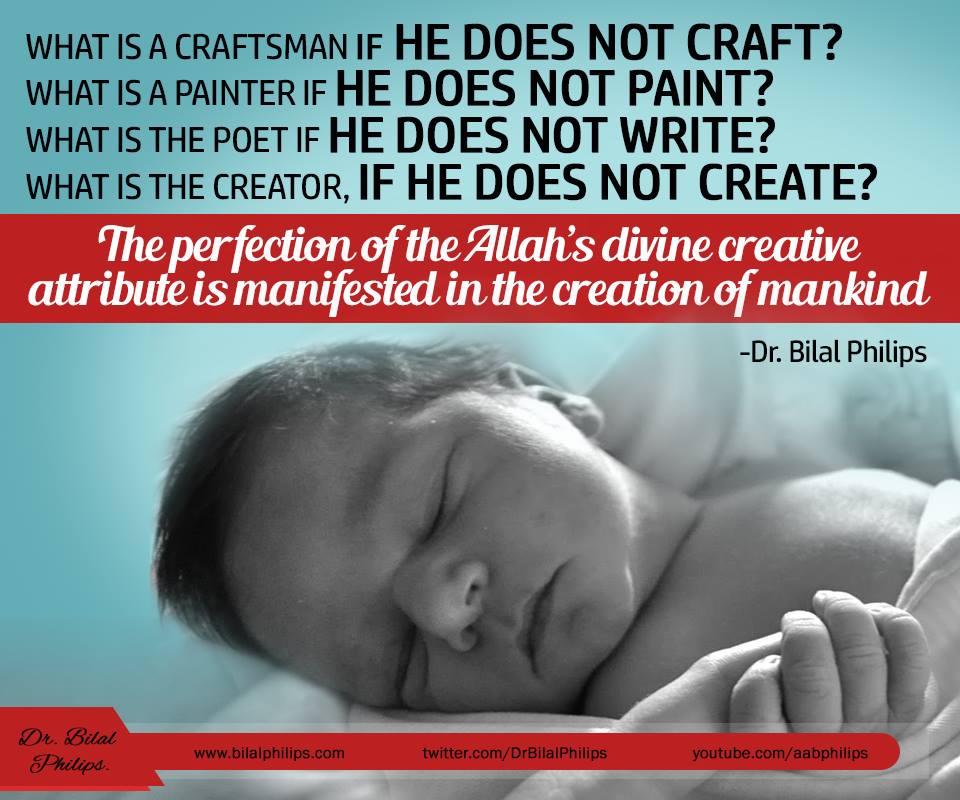 WHAT IS A CRAFTSMAN IF HE DOES NOT CRAFT?
WHAT IS A PAINTER IF HE DOES NOT PAINT?
WHAT IS THE POET IF HE DOES NOT WRITE?
WHAT IS THE CREATOR, IF HE DOES NOT CREATE?
The perfection of the Allah's divine creative
attribute is manifested in the creation of mankind
-Dr. Bilal Philips
Dr. Bilal
Philips.
www.bilalphilips.com
twitter.com/DrBilalPhilips
youtube.com/aabphilips